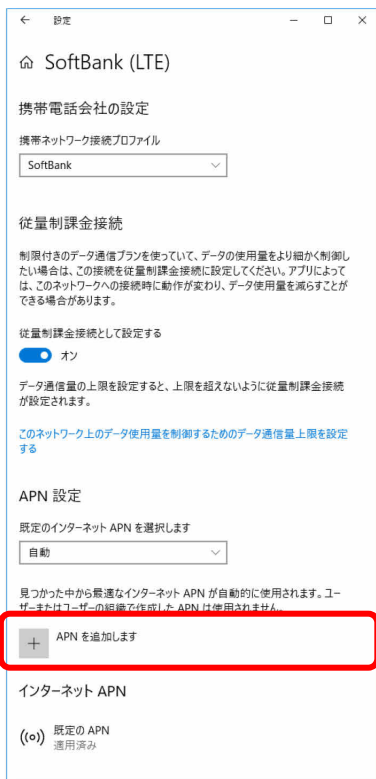 設定
SoftBank (LTE)
携帯電話会社の設定
携帯ネットワーク接続プロファイル
SoftBank
従量制課金接続
制限付きのデータ通信プランを使っていて、データの使用量をより細かく制御し
たい場合は、この接続を従量制課金接続に設定してください。アプリによって
は、このネットワークへの接続時に動作が変わり、データ使用量を減らすことが
できる場合があります。
従量制課金接続として設定する
オン
データ通信量の上限を設定すると、上限を超えないように従量制課金接続
が設定されます。
このネットワーク上のデータ使用量を制御するためのデータ通信量上限を設定
する
APN 設定
既定のインターネット APN を選択します
自動
見つかった中から最適なインターネット APN が自動的に使用されます。ユー
ザーまたはユーザーの組織で作成した APN は使用されません。
APN を追加します
インターネット APN
既定の APN
適用済み